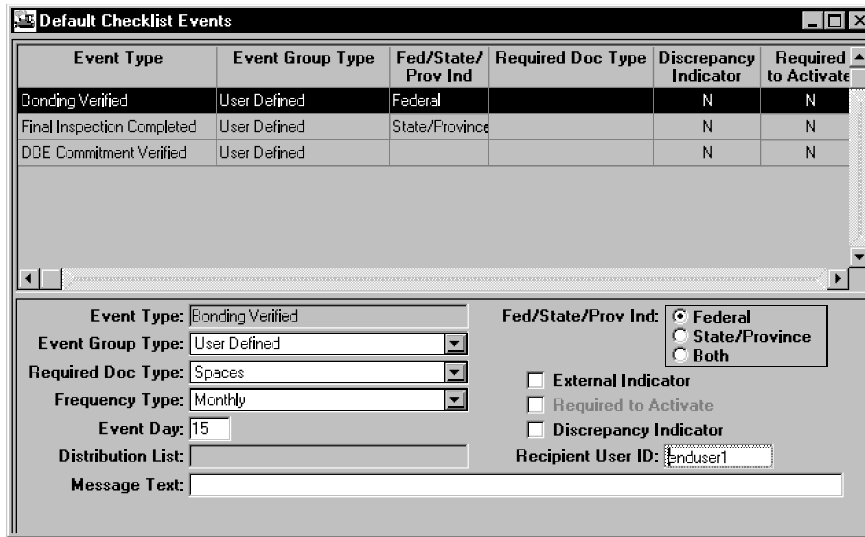 Default Checklist Events
Event Type Event Group Type Fed/State/ Prov Ind Required Doc Type Discrepancy Indicator Required to Activate
Bonding Verified User Defined Federal N N
Final Inspection Completed User Defined State/Province N N
DBE Commitment Verified User Defined N N
Event Type: Bonding Verified
Event Group Type: User Defined
Required Doc Type: Spaces
Frequency Type: Monthly
Event Day: 15
Distribution List:
Message Text:
Fed/State/Prov Ind: Federal
State/Province
Both
External Indicator
Required to Activate
Discrepancy Indicator
Recipient User ID: enduser1